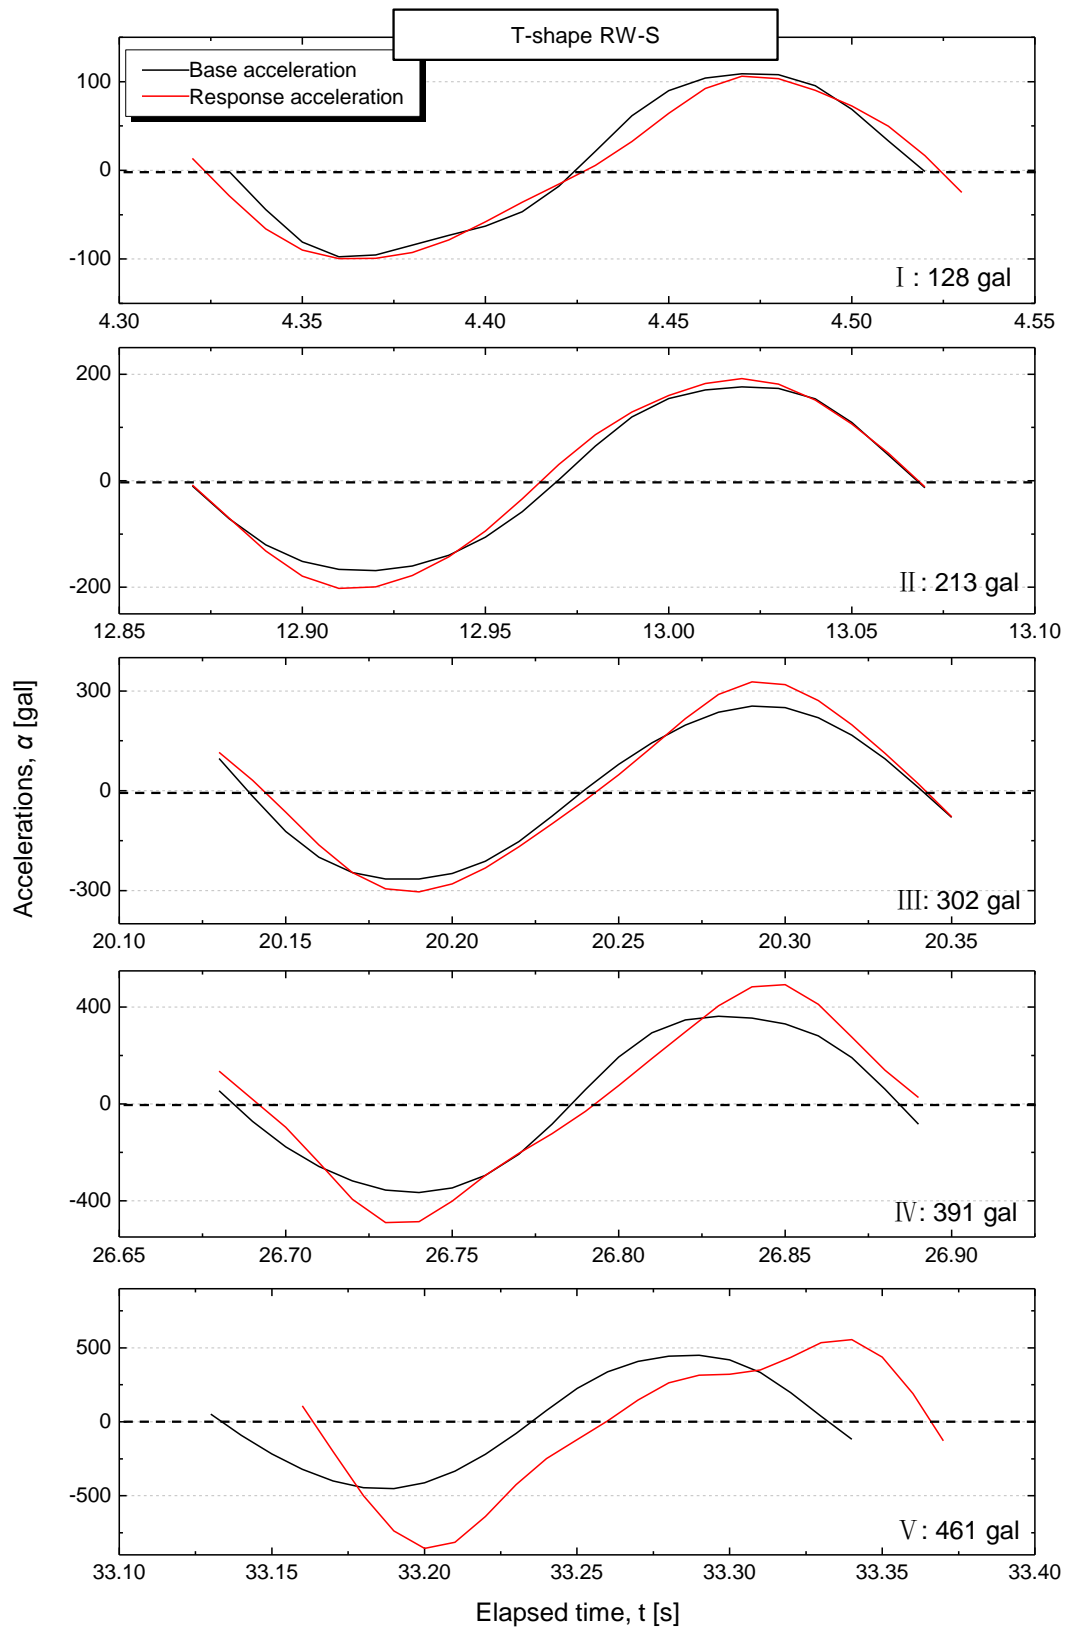 T-shape RW-S
Base acceleration
Response acceleration
100
0
-100
Ⅰ : 128 gal
4.30 4.35 4.40 4.45 4.50 4.55
200
0
-200
Ⅱ : 213 gal
12.85 12.90 12.95 13.00 13.05 13.10
Accelerations, α [gal]
300
0
-300
Ⅲ: 302 gal
20.10 20.15 20.20 20.25 20.30 20.35
400
0
-400
Ⅳ: 391 gal
26.65 26.70 26.75 26.80 26.85 26.90
500
0
-500
Ⅴ: 461 gal
33.10 33.15 33.20 33.25 33.30 33.35 33.40
Elapsed time, t [s]